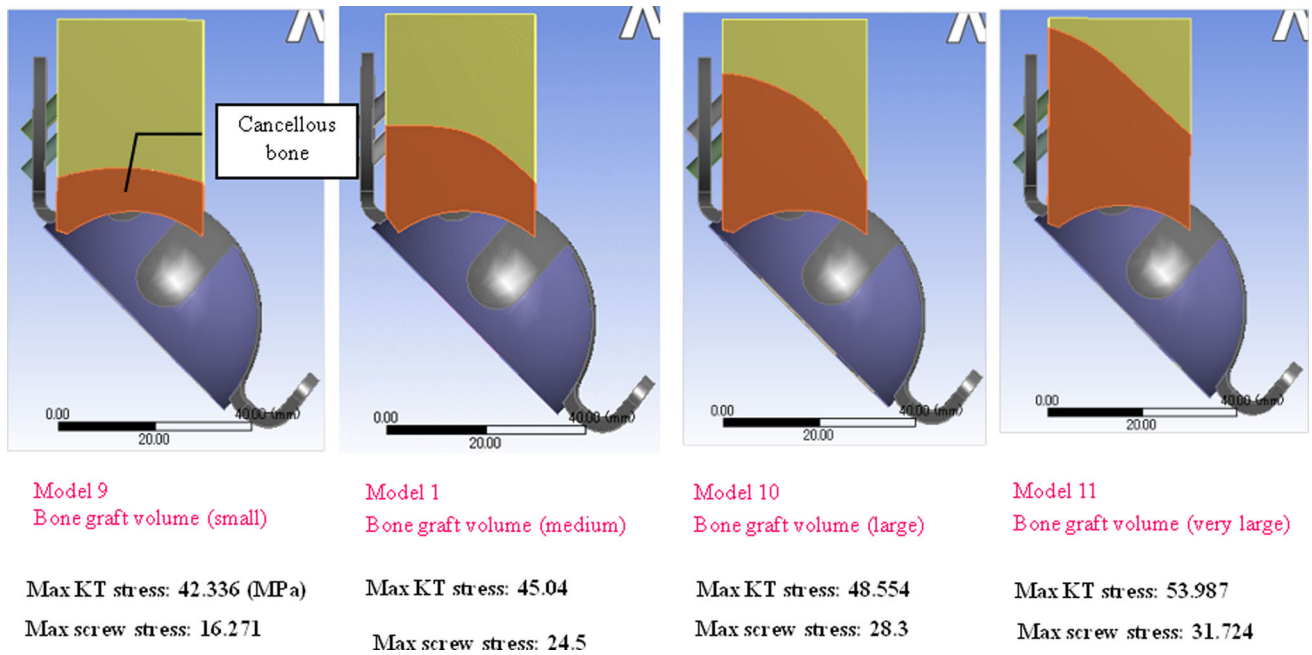 Cancellous
bone
0.00
40.00 (mm)
20.00
0.00
40.00 (mm)
20.00
0.00
40.00 (mm)
20.00
0.00
40.00 (mm)
20.00
Model 9
Bone graft volume (small)
Max KT stress: 42.336 (MPa)
Max screw stress: 16.271
Model 1
Bone graft volume (medium)
Max KT stress: 45.04
Max screw stress: 24.5
Model 10
Bone graft volume (large)
Max KT stress: 48.554
Max screw stress: 28.3
Model 11
Bone graft volume (very large)
Max KT stress: 53.987
Max screw stress: 31.724